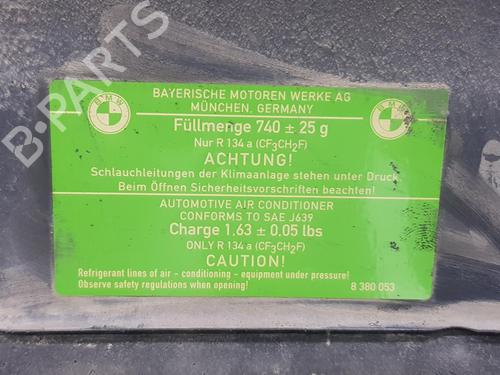 BAYERISCHE MOTOREN WERKE AG
MÜNCHEN, GERMANY
BMW
BMW
Füllmenge 740 ± 25 g
Nur R 134 a (CF₃CH₂F)
ACHTUNG!
Schlauchleitungen der Klimaanlage stehen unter Druck
Beim Öffnen Sicherheitsvorschriften beachten!
AUTOMOTIVE AIR CONDITIONER
CONFORMS TO SAE J639
Charge 1,63 ± 0.05 lbs
ONLY R 134 a (CF₃CH₂F)
CAUTION!
Refrigerant lines of air - conditioning - equipment under pressure!
Observe safety regulations when opening!
8 380 053
B-PARTS